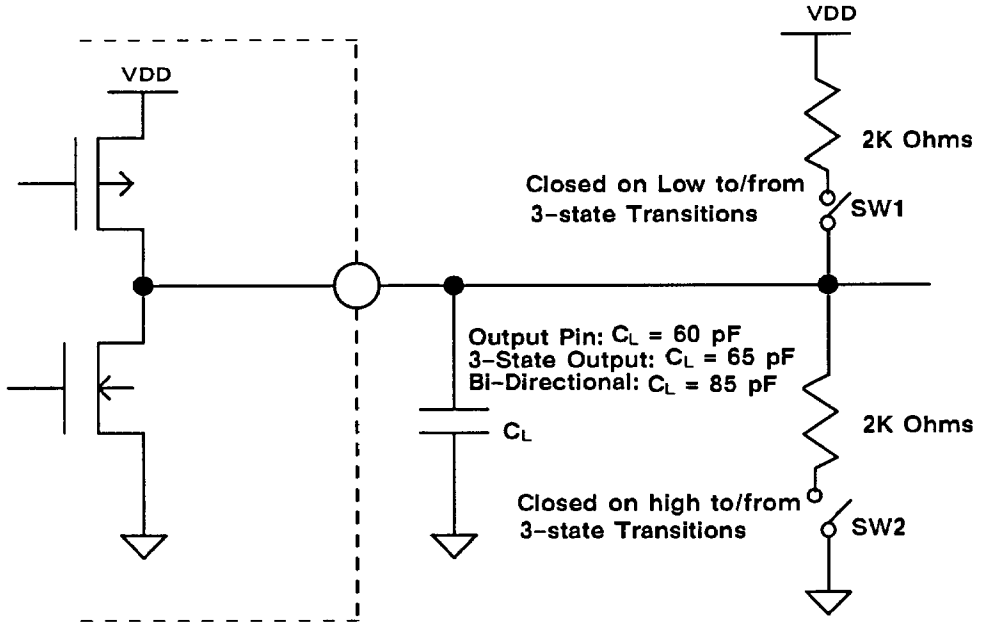 VDD
VDD
2K Ohms
Closed on Low to/from
3-state Transitions
SW1
Output Pin: CL = 60 pF
3-State Output: CL = 65 pF
Bi-Directional: CL = 85 pF
CL
2K Ohms
Closed on high to/from
3-state Transitions
SW2